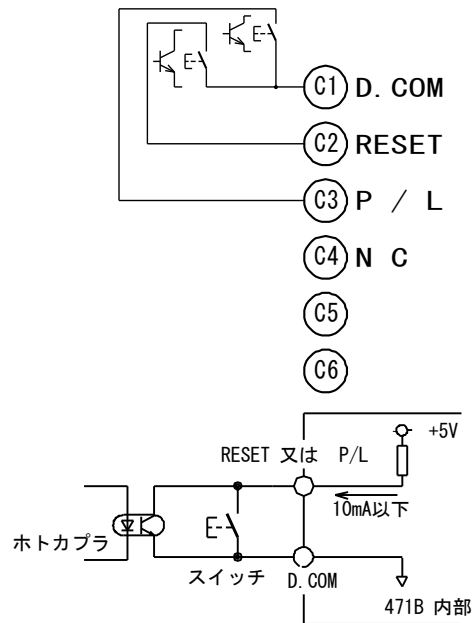 C1 D. COM
C2 RESET
C3 P / L
C4 N C
C5
C6
+5V
RESET 又は P/L
10mA以下
ホトカプラ
スイッチ
D.COM
471B 内部